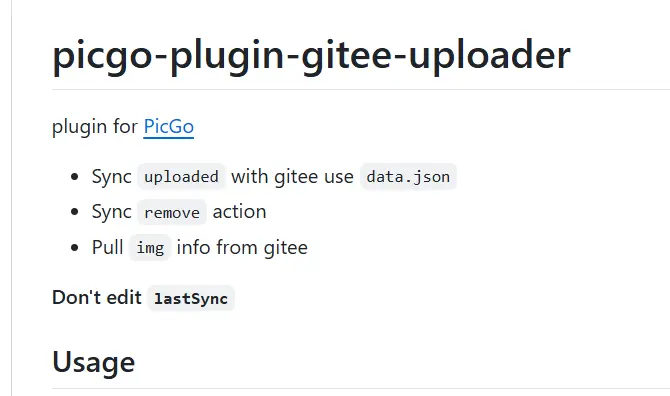 picgo-plugin-gitee-uploader
plugin for PicGo
Sync uploaded with gitee use data.json
Sync remove action
Pull img info from gitee
Don't edit lastSync
Usage